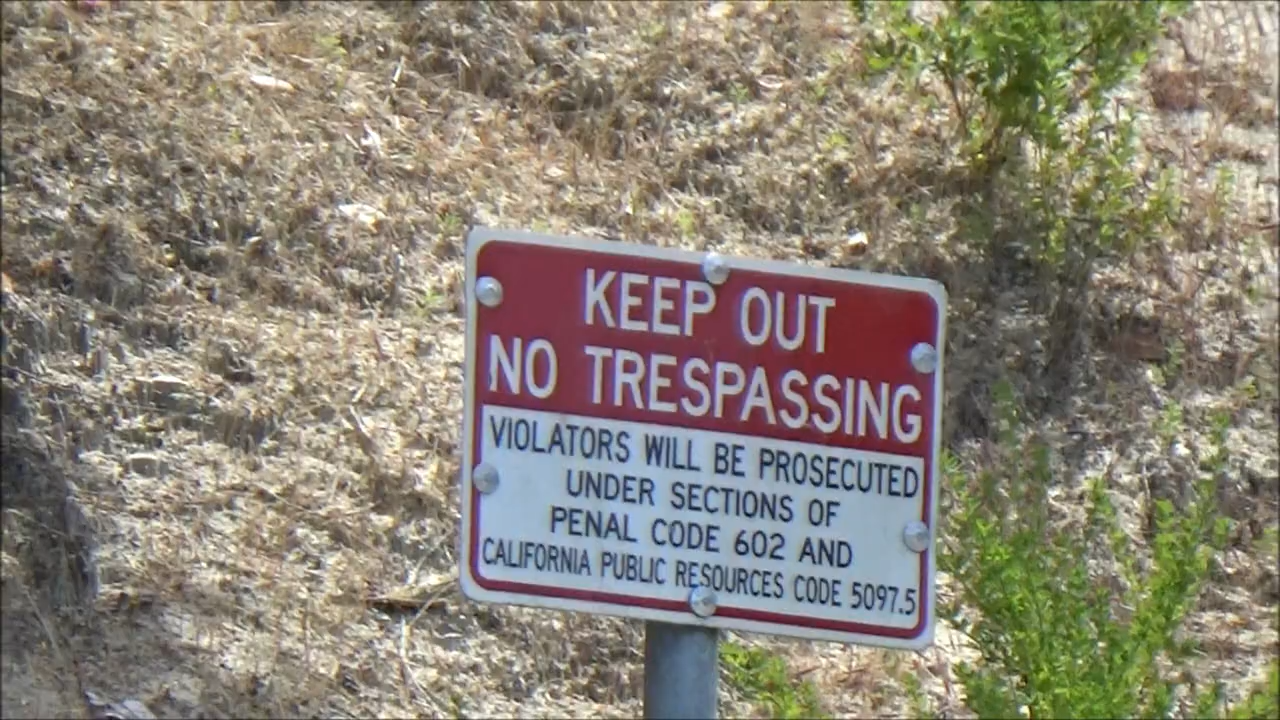 KEEP OUT
NO TRESPASSING
VIOLATORS WILL BE PROSECUTED
UNDER SECTIONS OF
PENAL CODE 602 AND
CALIFORNIA PUBLIC RESOURCES CODE 5097.5